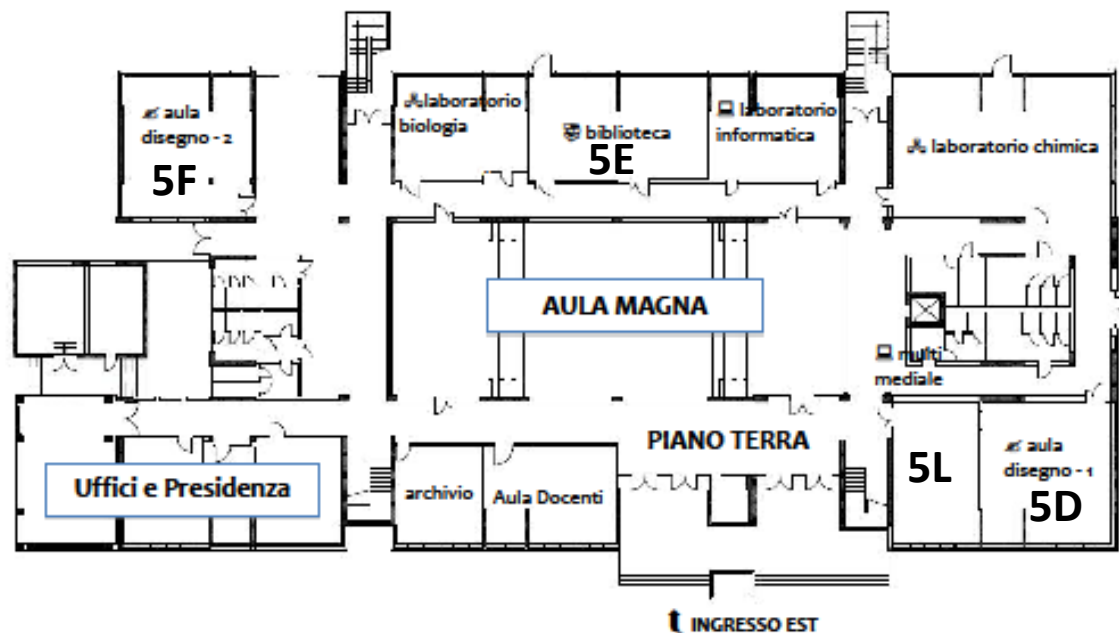 aula
disegno - 2
5F
laboratorio
biologia
biblioteca
5E
laboratorio
informatica
laboratorio chimica
AULA MAGNA
multi
mediale
PIANO TERRA
Uffici e Presidenza
archivio
Aula Docenti
5L
aula
disegno - 1
5D
t INGRESSO EST